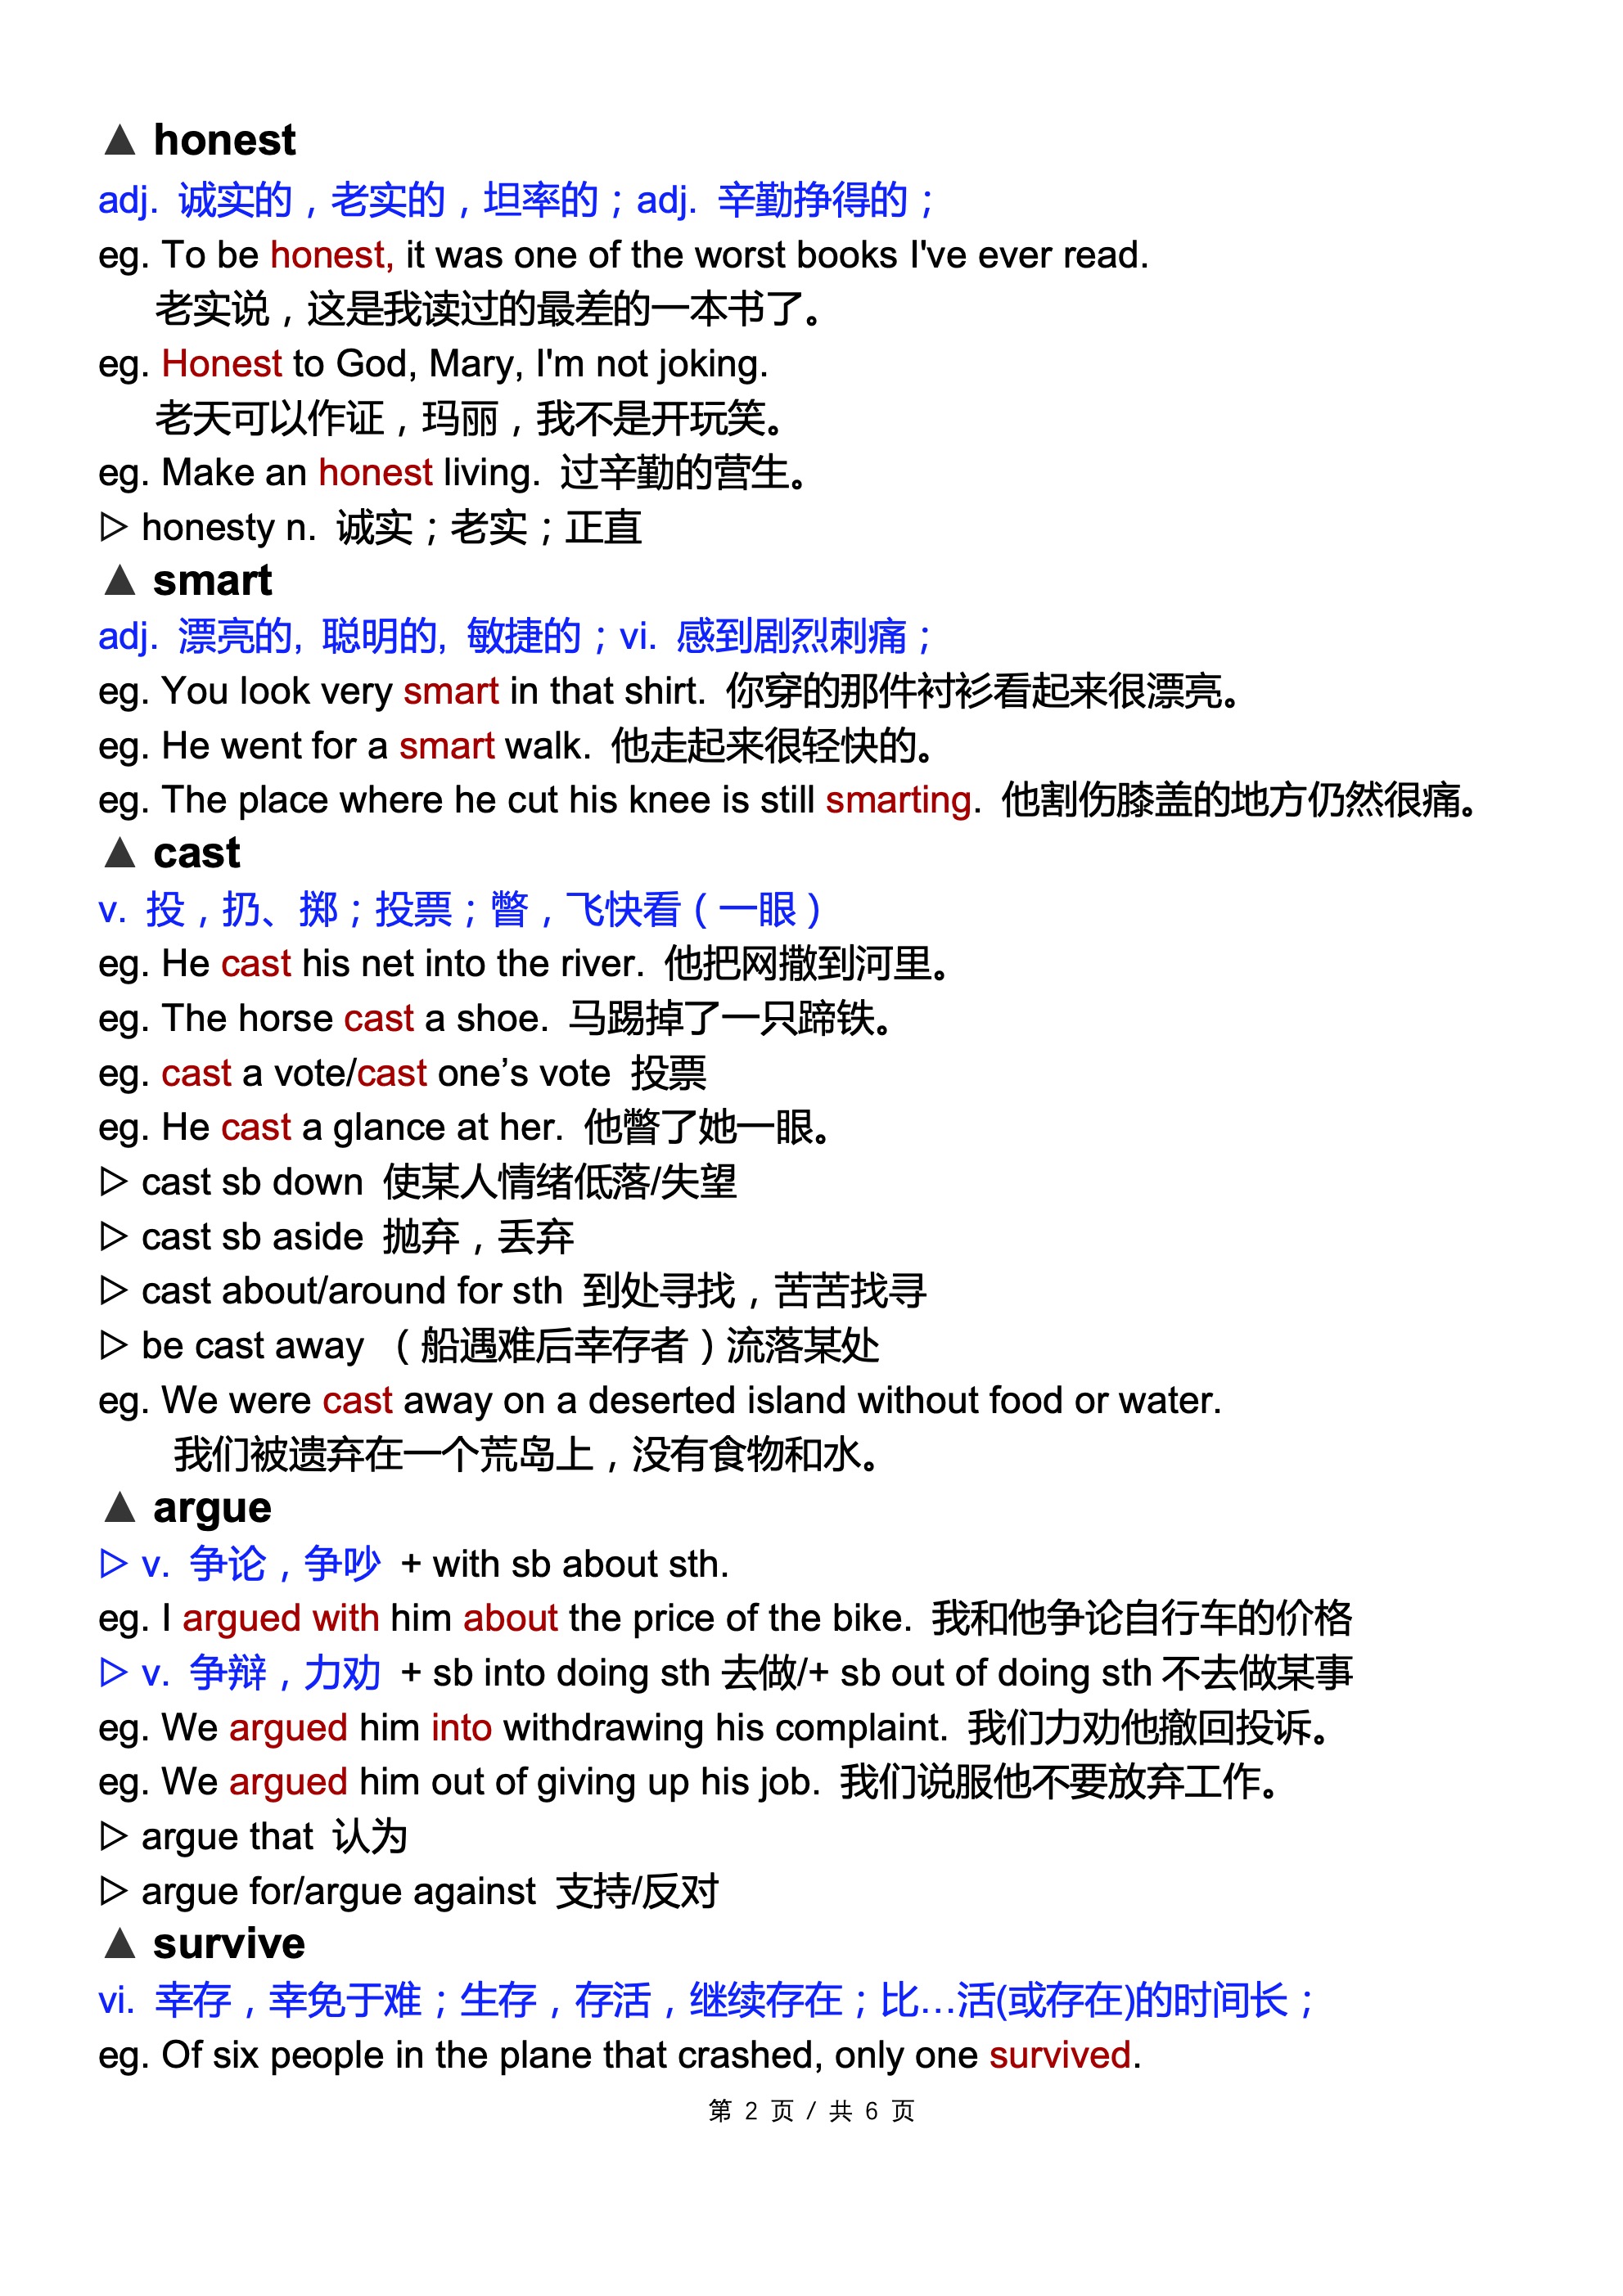 ▲ honest
adj. 诚实的，老实的，坦率的；adj. 辛勤挣得的；
eg. To be honest, it was one of the worst books I've ever read.
老实说，这是我读过的最差的一本书了。
eg. Honest to God, Mary, I'm not joking.
老天可以作证，玛丽，我不是开玩笑。
eg. Make an honest living. 过辛勤的营生。
▷ honesty n. 诚实；老实；正直
▲ smart
adj. 漂亮的, 聪明的, 敏捷的；vi. 感到剧烈刺痛；
eg. You look very smart in that shirt. 你穿的那件衬衫看起来很漂亮。
eg. He went for a smart walk. 他走起来很轻快的。
eg. The place where he cut his knee is still smarting. 他割伤膝盖的地方仍然很痛。
▲ cast
v. 投，扔、掷；投票；瞥，飞快看（一眼）
eg. He cast his net into the river. 他把网撒到河里。
eg. The horse cast a shoe. 马踢掉了一只蹄铁。
eg. cast a vote/cast one’s vote 投票
eg. He cast a glance at her. 他瞥了她一眼。
▷ cast sb down 使某人情绪低落/失望
▷ cast sb aside 抛弃，丢弃
▷ cast about/around for sth 到处寻找，苦苦找寻
▷ be cast away （船遇难后幸存者）流落某处
eg. We were cast away on a deserted island without food or water.
我们被遗弃在一个荒岛上，没有食物和水。
▲ argue
▷ v. 争论，争吵 + with sb about sth.
eg. I argued with him about the price of the bike. 我和他争论自行车的价格
▷ v. 争辩，力劝 + sb into doing sth 去做/+ sb out of doing sth 不去做某事
eg. We argued him into withdrawing his complaint. 我们力劝他撤回投诉。
eg. We argued him out of giving up his job. 我们说服他不要放弃工作。
▷ argue that 认为
▷ argue for/argue against 支持/反对
▲ survive
vi. 幸存，幸免于难；生存，存活，继续存在；比…活(或存在)的时间长；
eg. Of six people in the plane that crashed, only one survived.
第 2 页 / 共 6 页